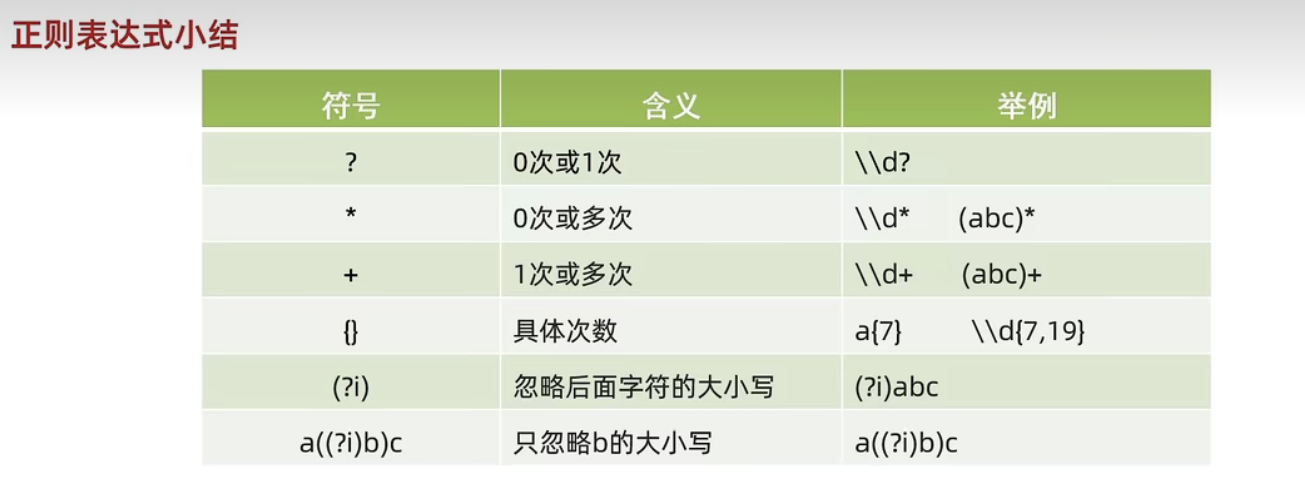 正则表达式小结
符号 含义 举例
? 0次或1次 \\d?
* 0次或多次 \\d* (abc)*
+ 1次或多次 \\d+ (abc)+
{} 具体次数 a{7} \\d{7,19}
(?i) 忽略后面字符的大小写 (?i)abc
a((?i)b)c 只忽略b的大小写 a((?i)b)c